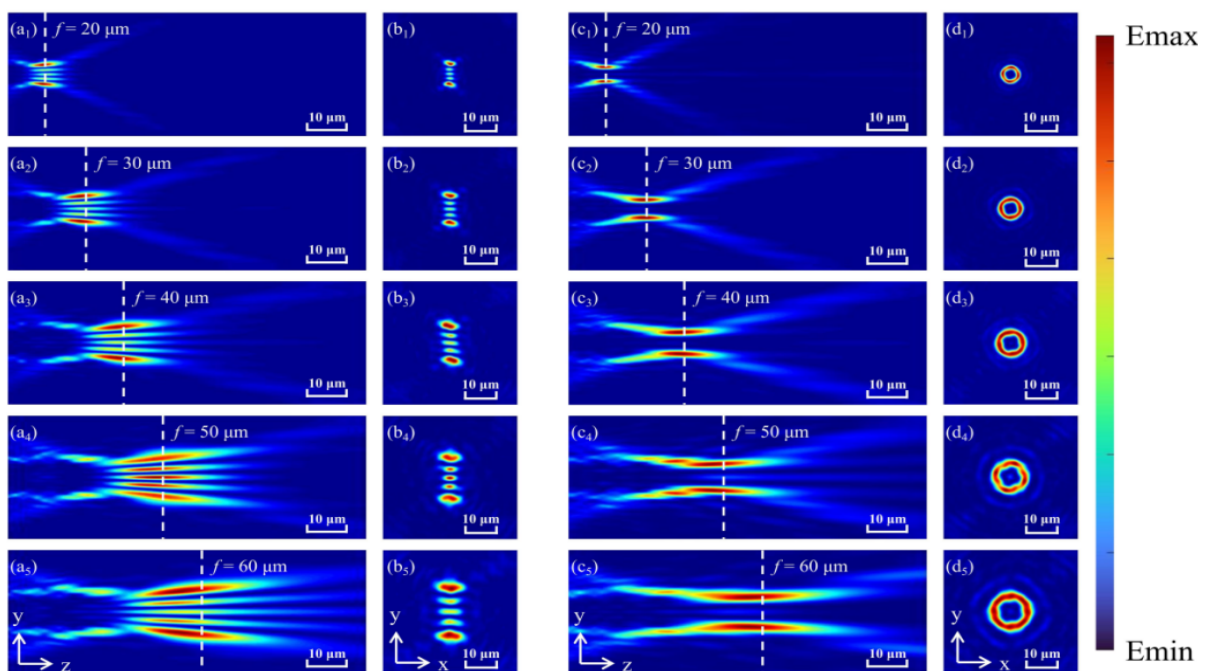 (a₁) f = 20 μm 10 μm (b₁) 10 μm (c₁) f = 20 μm 10 μm (d₁) 10 μm Emax
(a₂) f = 30 μm 10 μm (b₂) 10 μm (c₂) f = 30 μm 10 μm (d₂) 10 μm
(a₃) f = 40 μm 10 μm (b₃) 10 μm (c₃) f = 40 μm 10 μm (d₃) 10 μm
(a₄) f = 50 μm 10 μm (b₄) 10 μm (c₄) f = 50 μm 10 μm (d₄) 10 μm
(a₅) f = 60 μm y z 10 μm (b₅) y x 10 μm (c₅) f = 60 μm y z 10 μm (d₅) y x 10 μm Emin